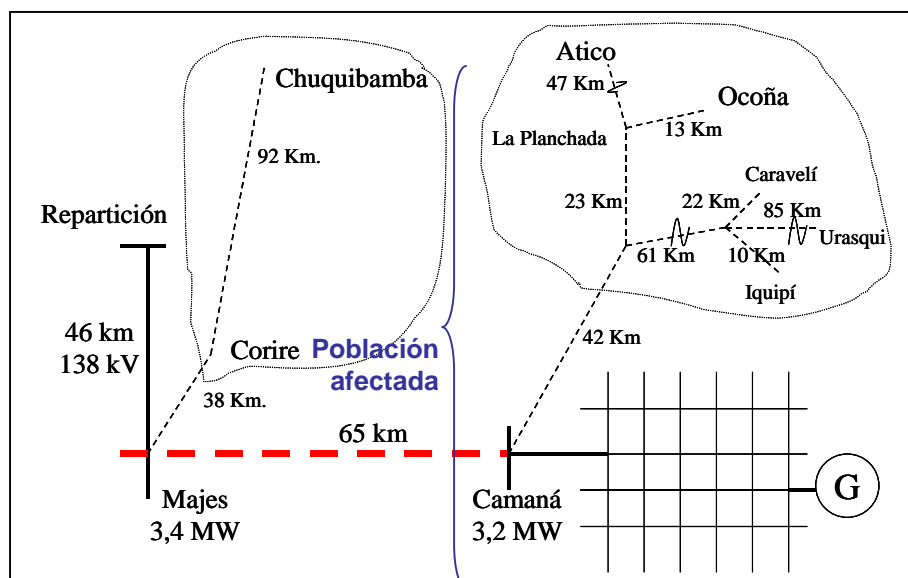 Atico
47 Km
Chuquibamba
Ocoña
La Planchada
13 Km
92 Km.
Caravelí
Repartición
23 Km
22 Km
85 Km
Urasqui
61 Km
10 Km
Iquipí
46 km
138 kV
Corire
Población
afectada
42 Km
38 Km.
65 km
Majes
3,4 MW
Camaná
3,2 MW
G